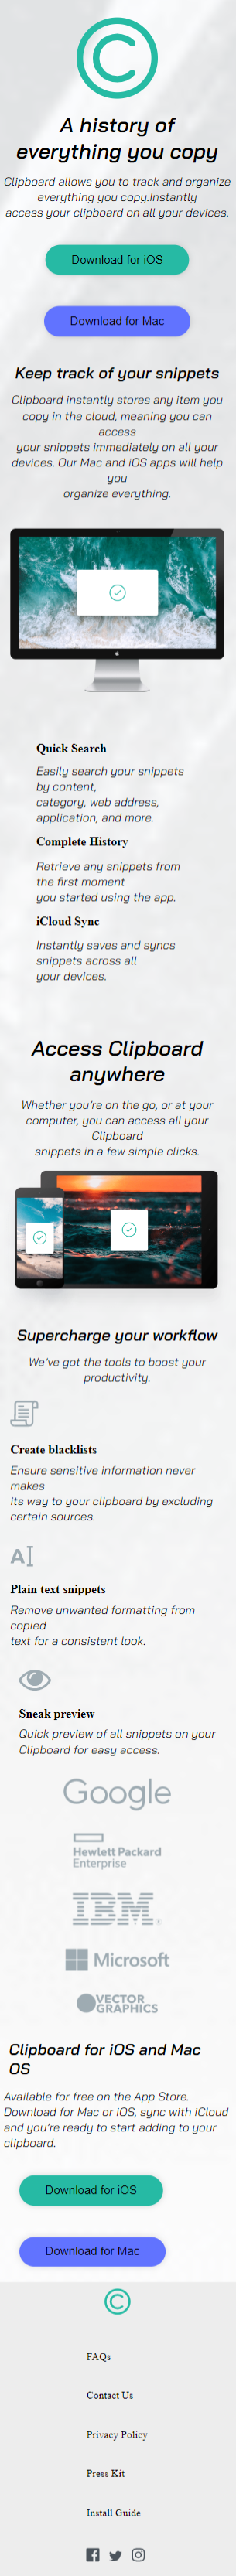 A history of
everything you copy
Clipboard allows you to track and organize
everything you copy.Instantly
access your clipboard on all your devices.
Download for iOS
Download for Mac
Keep track of your snippets
Clipboard instantly stores any item you
copy in the cloud, meaning you can
access
your snippets immediately on all your
devices. Our Mac and iOS apps will help
you
organize everything.
Quick Search
Easily search your snippets
by content,
category, web address,
application, and more.
Complete History
Retrieve any snippets from
the first moment
you started using the app.
iCloud Sync
Instantly saves and syncs
snippets across all
your devices.
Access Clipboard
anywhere
Whether you're on the go, or at your
computer, you can access all your
Clipboard
snippets in a few simple clicks.
Supercharge your workflow
We've got the tools to boost your
productivity.
Create blacklists
Ensure sensitive information never
makes
its way to your clipboard by excluding
certain sources.
AI
Plain text snippets
Remove unwanted formatting from
copied
text for a consistent look.
Sneak preview
Quick preview of all snippets on your
Clipboard for easy access.
Google
Hewlett Packard
Enterprise
IBM
Microsoft
VECTOR
GRAPHICS
Clipboard for iOS and Mac
OS
Available for free on the App Store.
Download for Mac or iOS, sync with iCloud
and you're ready to start adding to your
clipboard.
Download for iOS
Download for Mac
FAQs
Contact Us
Privacy Policy
Press Kit
Install Guide